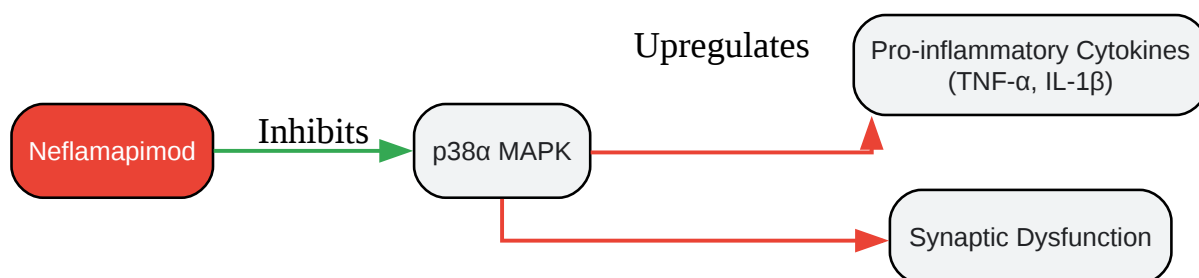 Neflamapimod
Inhibits
p38α MAPK
Upregulates
Pro-inflammatory Cytokines
(TNF-α, IL-1β)
Synaptic Dysfunction